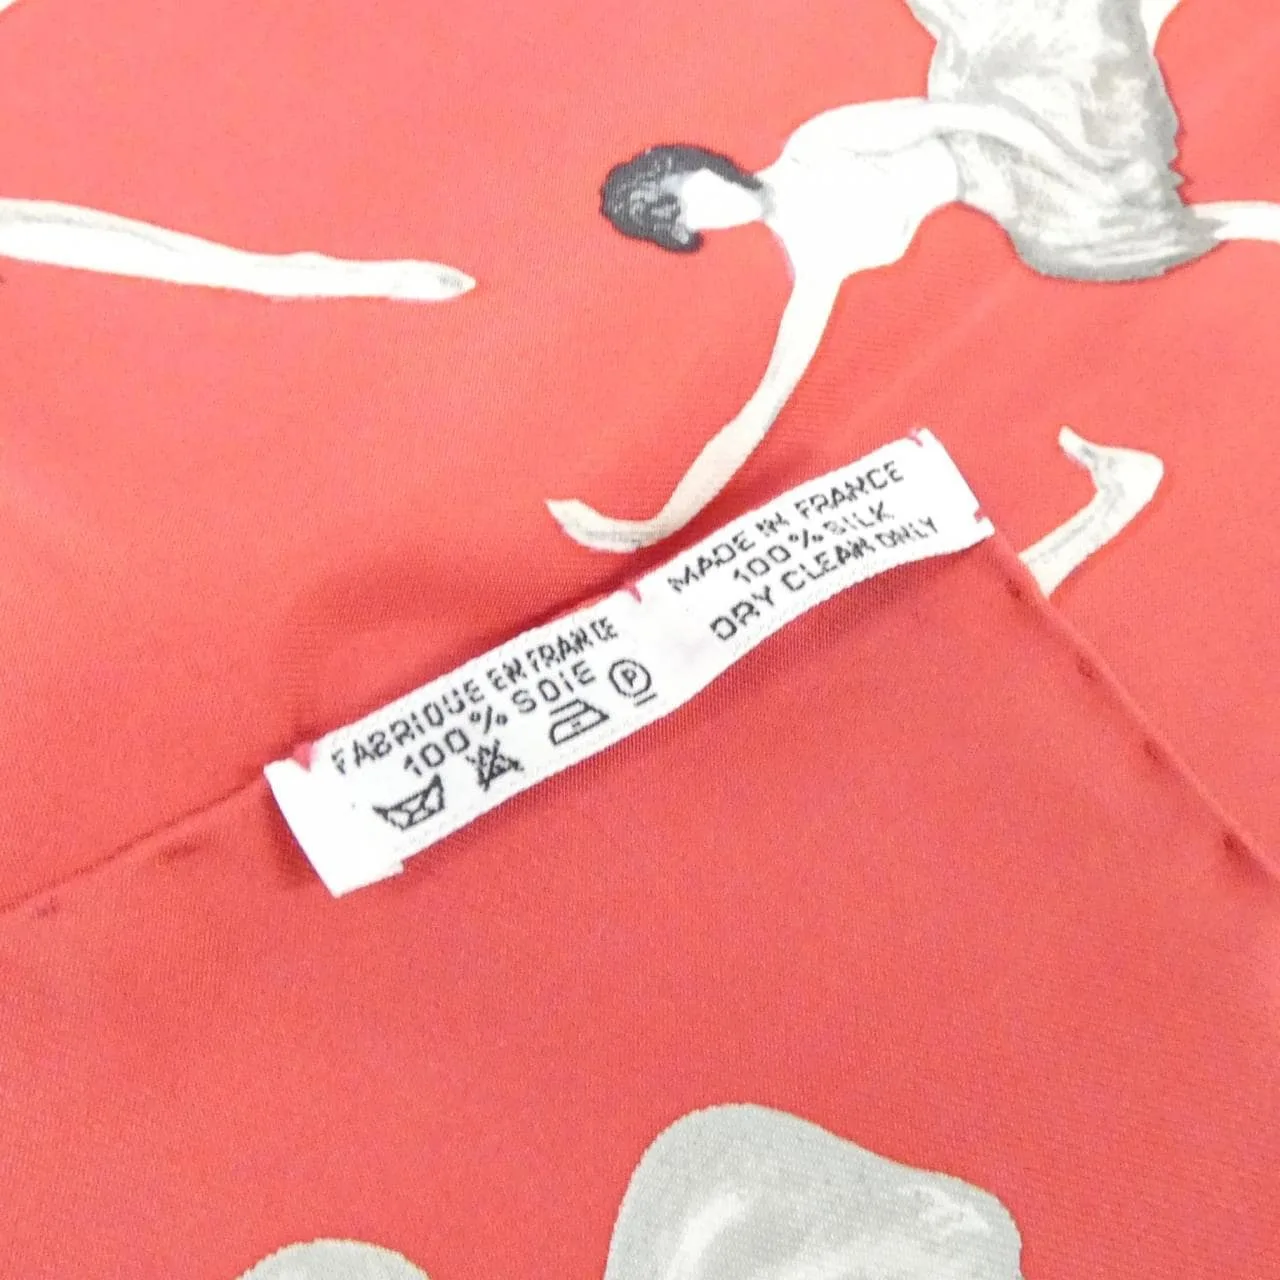 FABRIQUE EN FRANCE
100% SOIE
P
MADE IN FRANCE
100% SILK
DRY CLEAN ONLY